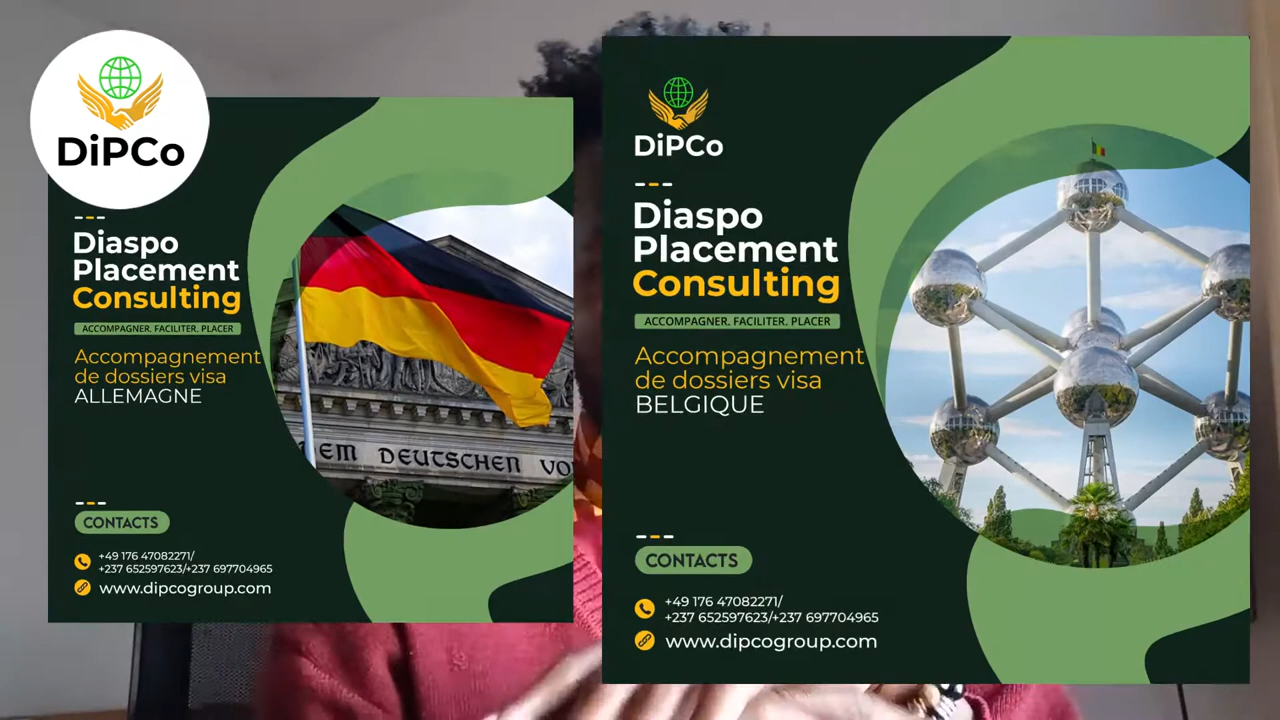 DiPCo
Diaspo
Placement
Consulting
ACCOMPAGNER. FACILITER. PLACER
Accompagnement
de dossiers visa
ALLEMAGNE
EM DEUTSCHEN VO
CONTACTS
+49 176 47082271/
+237 652597623/+237 697704965
www.dipcogroup.com
DiPCo
Diaspo
Placement
Consulting
ACCOMPAGNER. FACILITER. PLACER
Accompagnement
de dossiers visa
BELGIQUE
CONTACTS
+49 176 47082271/
+237 652597623/+237 697704965
www.dipcogroup.com